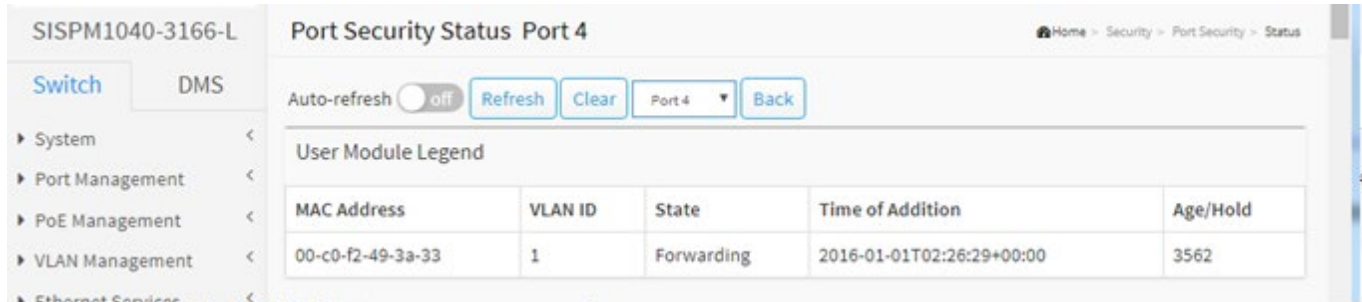 SISPM1040-3166-L
Switch DMS
System
Port Management
PoE Management
VLAN Management
Ethernet Services
Port Security Status Port 4
Home > Security > Port Security > Status
Auto-refresh off Refresh Clear Port 4 Back
User Module Legend
MAC Address VLAN ID State Time of Addition Age/Hold
00-c0-f2-49-3a-33 1 Forwarding 2016-01-01T02:26:29+00:00 3562